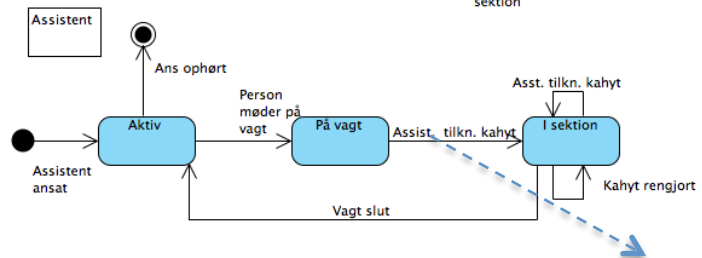 sektion
Assistent
Ans ophørt
Person
møder på
vagt
Asst. tilkn. kahyt
Aktiv
På vagt
Assist. tilkn. kahyt
I sektion
Assistent
ansat
Kahyt rengjort
Vagt slut